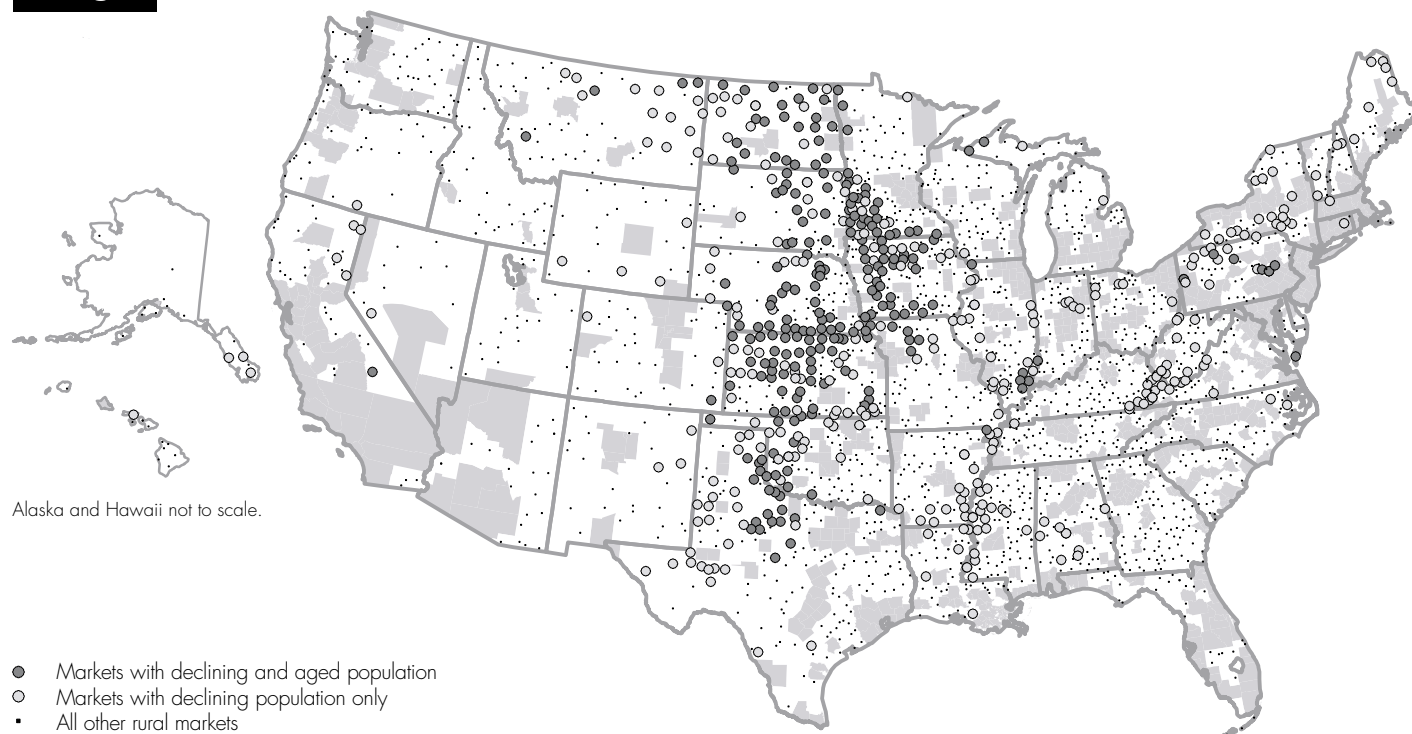 Alaska and Hawaii not to scale.
Markets with declining and aged population
Markets with declining population only
All other rural markets